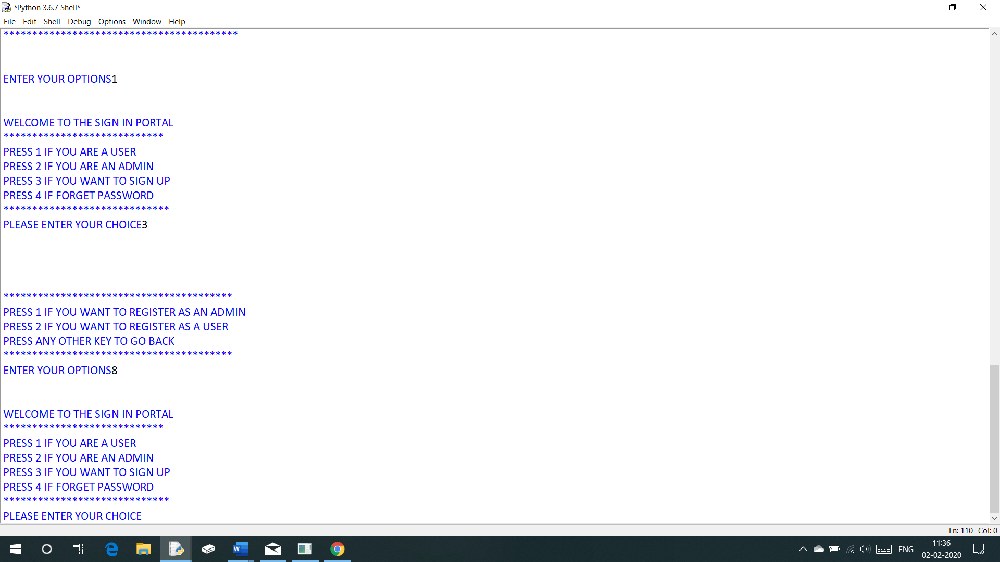 *Python 3.6.7 Shell*
File Edit Shell Debug Options Window Help
*****************************************
ENTER YOUR OPTIONS1
WELCOME TO THE SIGN IN PORTAL
****************************
PRESS 1 IF YOU ARE A USER
PRESS 2 IF YOU ARE AN ADMIN
PRESS 3 IF YOU WANT TO SIGN UP
PRESS 4 IF FORGET PASSWORD
*****************************
PLEASE ENTER YOUR CHOICE3
****************************************
PRESS 1 IF YOU WANT TO REGISTER AS AN ADMIN
PRESS 2 IF YOU WANT TO REGISTER AS A USER
PRESS ANY OTHER KEY TO GO BACK
****************************************
ENTER YOUR OPTIONS8
WELCOME TO THE SIGN IN PORTAL
****************************
PRESS 1 IF YOU ARE A USER
PRESS 2 IF YOU ARE AN ADMIN
PRESS 3 IF YOU WANT TO SIGN UP
PRESS 4 IF FORGET PASSWORD
*****************************
PLEASE ENTER YOUR CHOICE
Ln: 110 Col: 0
ENG
11:36
02-02-2020